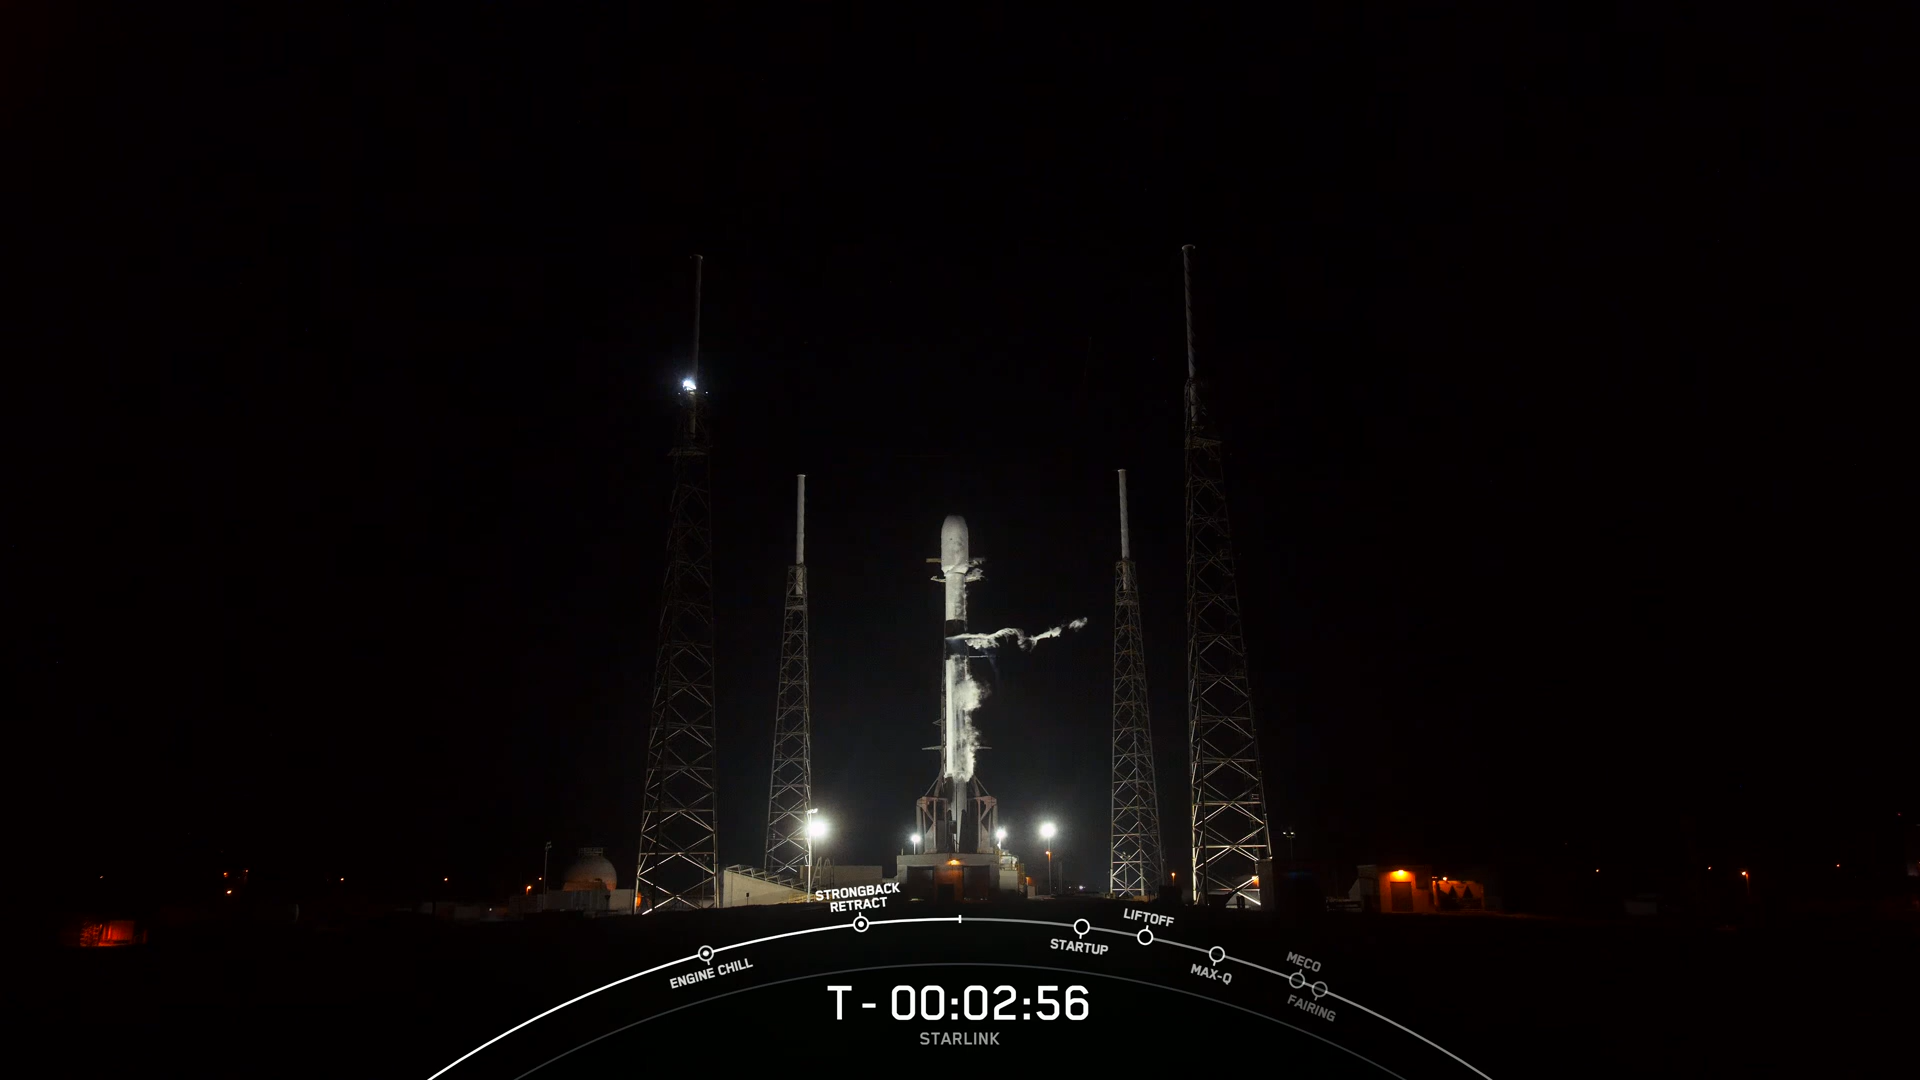 STRONGBACK
RETRACT
ENGINE CHILL
STARTUP
LIFTOFF
MAX-Q
MECO
FAIRING
T - 00:02:56
STARLINK